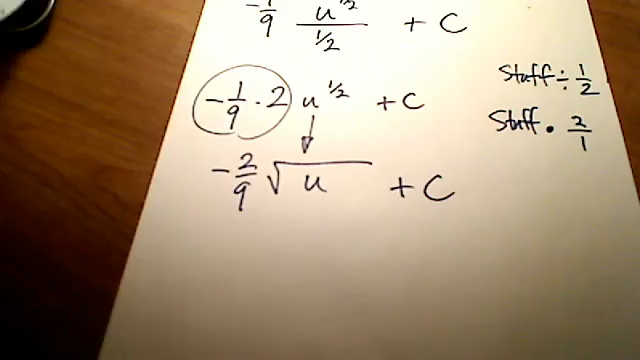 -1/9 u^1/2 / 1/2 + C
-1/9 · 2 u^1/2 + C
Stuff ÷ 1/2
Stuff · 2/1
-2/9 √u + C